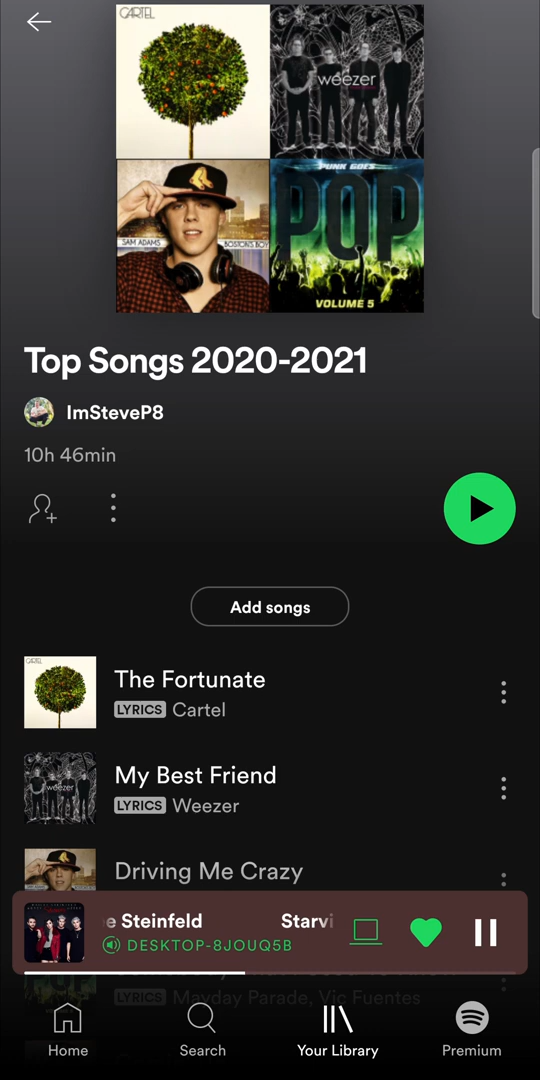 CARTEL
weezer
SAM ADAMS
BOSTON'S BOY
PUNK GOES
POP
VOLUME 5
Top Songs 2020-2021
ImSteveP8
10h 46min
Add songs
The Fortunate
LYRICS Cartel
My Best Friend
LYRICS Weezer
Driving Me Crazy
e Steinfeld Starvi
DESKTOP-8JOUQ5B
LYRICS Mayday Parade, Vic Fuentes
Home
Search
Your Library
Premium